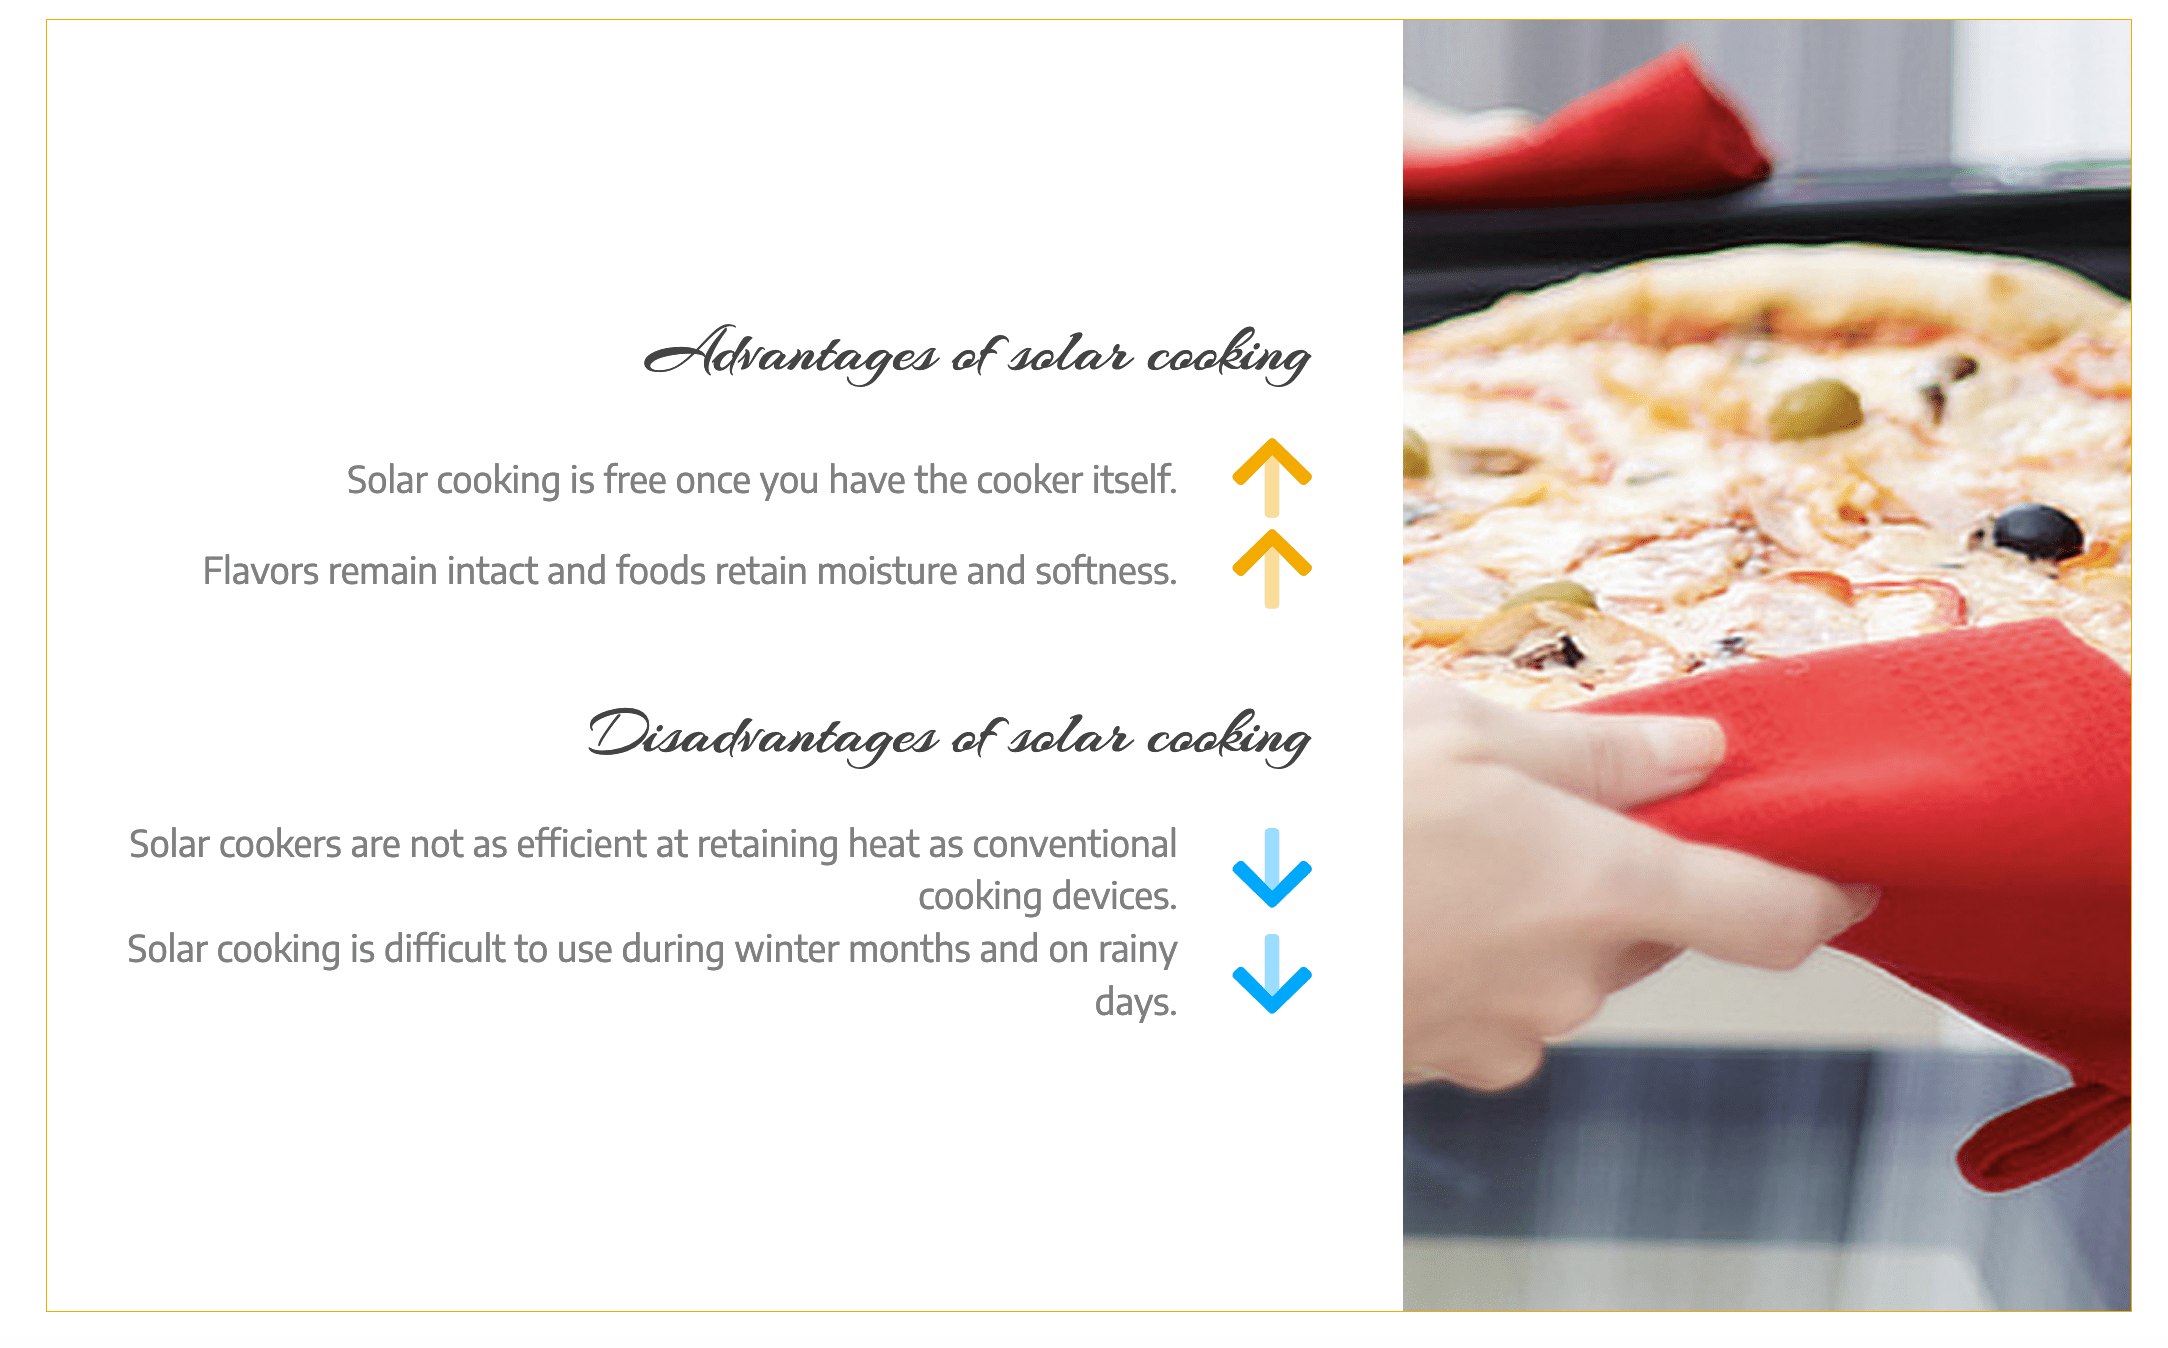 Advantages of solar cooking
Solar cooking is free once you have the cooker itself.
Flavors remain intact and foods retain moisture and softness.
Disadvantages of solar cooking
Solar cookers are not as efficient at retaining heat as conventional
cooking devices.
Solar cooking is difficult to use during winter months and on rainy
days.